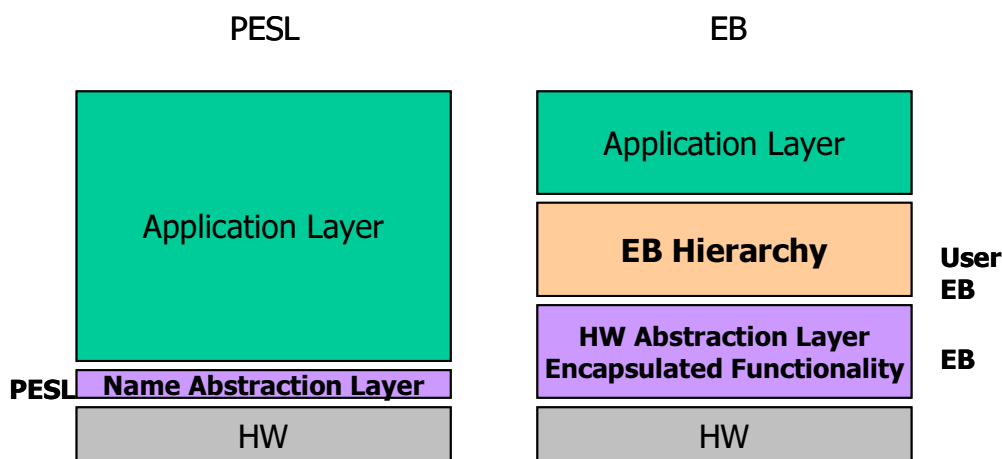 PESL
EB
Application Layer
PESL
Name Abstraction Layer
HW
Application Layer
EB Hierarchy
User
EB
HW Abstraction Layer
Encapsulated Functionality
EB
HW